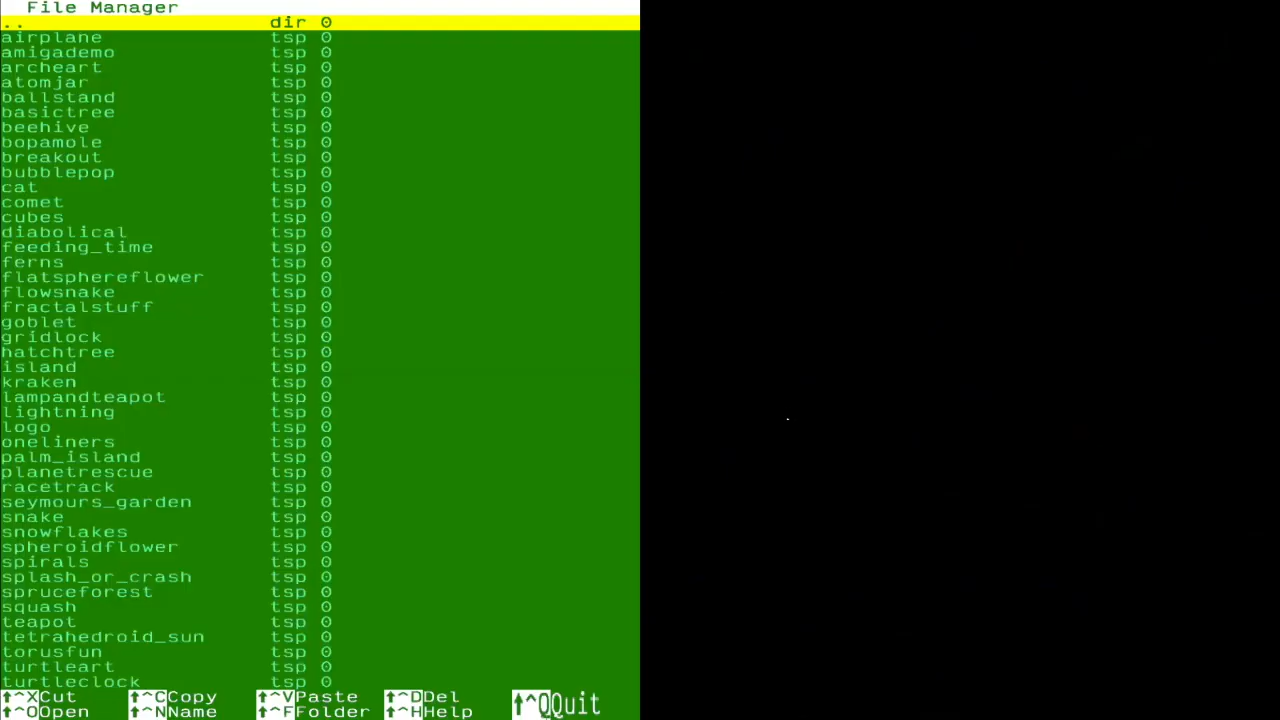 File Manager
.. dir 0
airplane tsp 0
amigademo tsp 0
archeart tsp 0
atomjar tsp 0
ballstand tsp 0
basictree tsp 0
beehive tsp 0
bopamole tsp 0
breakout tsp 0
bubblepop tsp 0
cat tsp 0
comet tsp 0
cubes tsp 0
diabolical tsp 0
feeding_time tsp 0
ferns tsp 0
flatsphereflower tsp 0
flowsnake tsp 0
fractalstuff tsp 0
goblet tsp 0
gridlock tsp 0
hatchtree tsp 0
island tsp 0
kraken tsp 0
lampandteapot tsp 0
lightning tsp 0
logo tsp 0
oneliners tsp 0
palm_island tsp 0
planetrescue tsp 0
racetrack tsp 0
seymours_garden tsp 0
snake tsp 0
snowflakes tsp 0
spheroidflower tsp 0
spirals tsp 0
splash_or_crash tsp 0
spruceforest tsp 0
squash tsp 0
teapot tsp 0
tetrahedroid_sun tsp 0
torusfun tsp 0
turtleart tsp 0
turtleclock tsp 0
⬆^XCut ⬆^CCopy ⬆^VPaste ⬆^DDel ⬆^QQuit
⬆^OOpen ⬆^NName ⬆^FFolder ⬆^HHelp